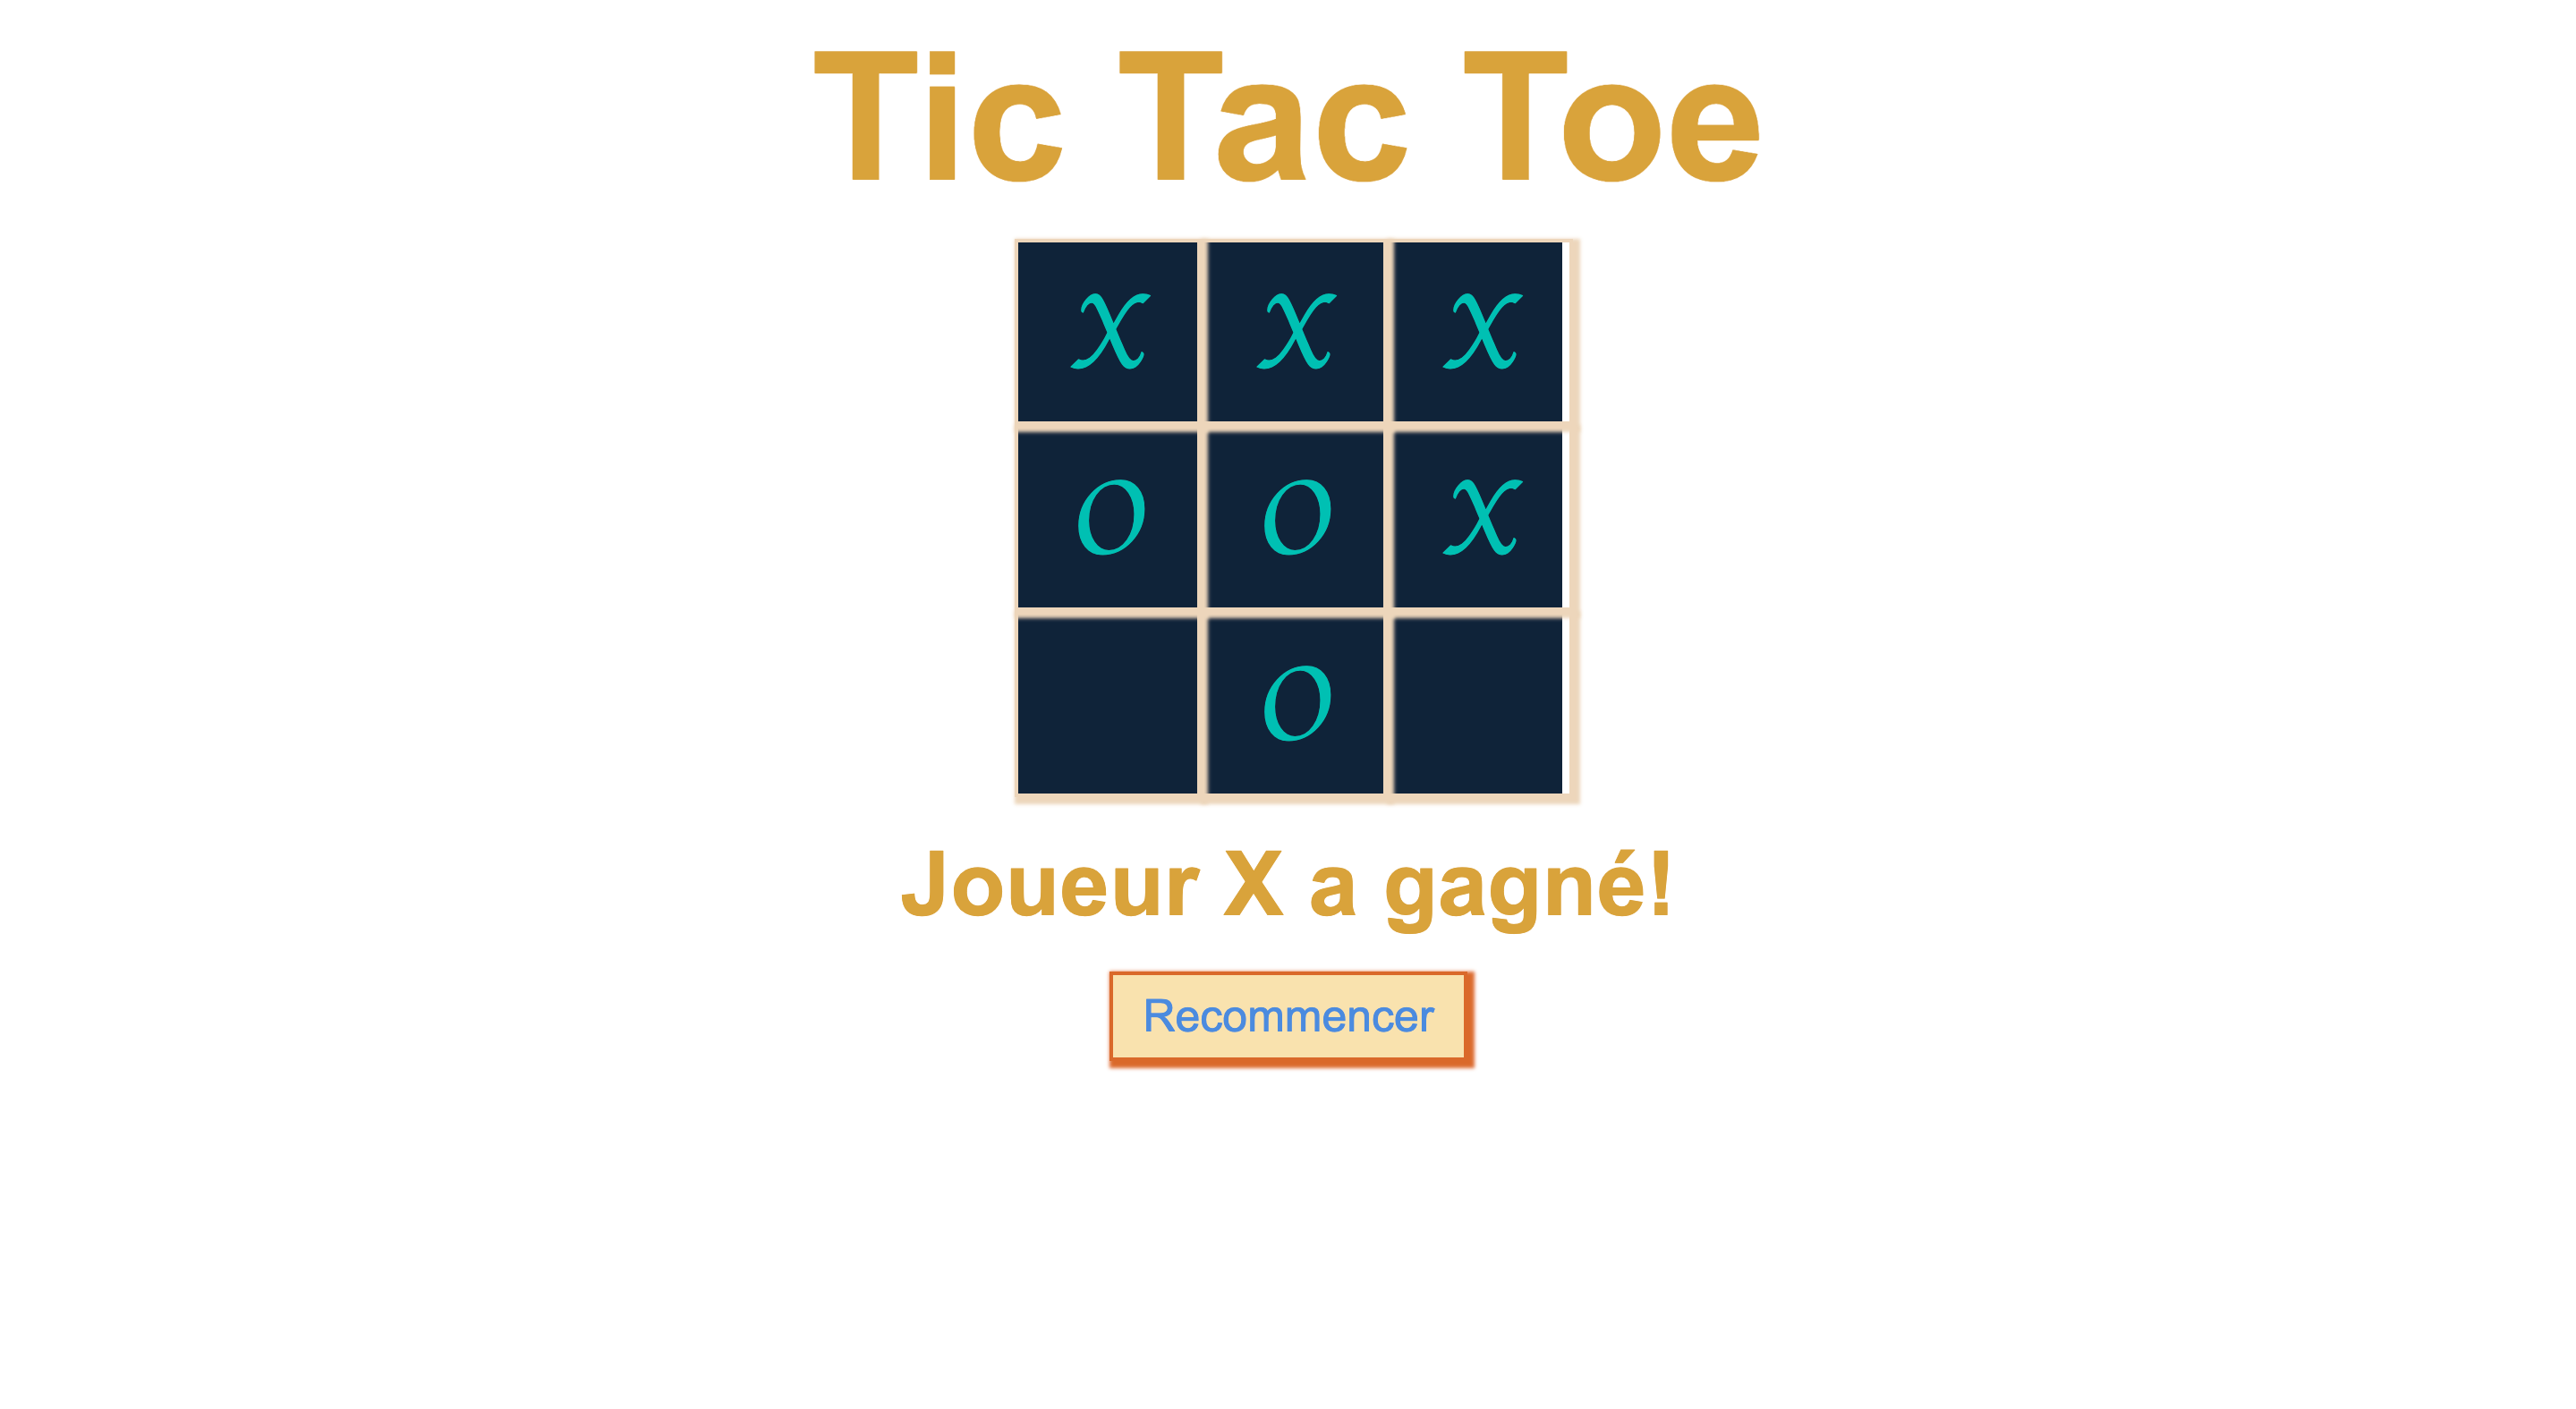 Tic Tac Toe
X X X
O O X
O
Joueur X a gagné!
Recommencer